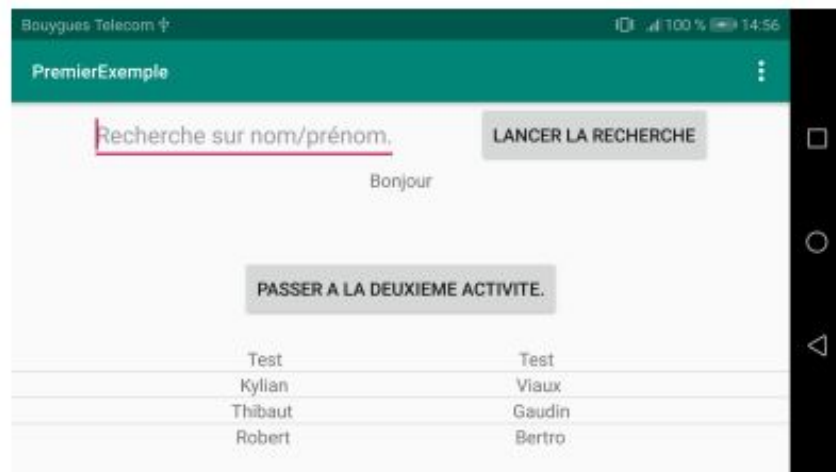 Bouygues Telecom 100 % 14:56
PremierExemple
Recherche sur nom/prénom. LANCER LA RECHERCHE
Bonjour
PASSER A LA DEUXIEME ACTIVITE.
Test Test
Kylian Viaux
Thibaut Gaudin
Robert Bertro